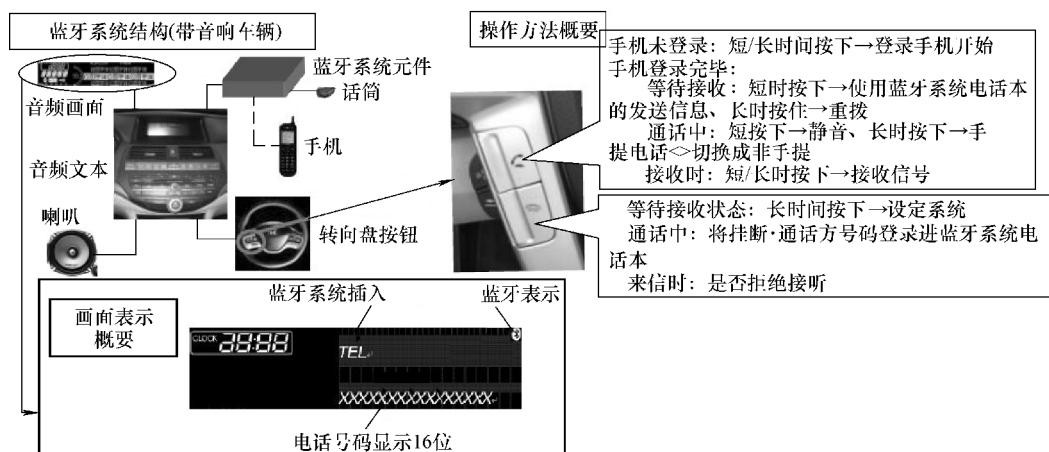 蓝牙系统结构(带音响车辆)
蓝牙系统元件
话筒
音频画面
手机
音频文本
喇叭
转向盘按钮
操作方法概要
手机未登录：短/长时间按下→登录手机开始
手机登录完毕：
等待接收：短时按下→使用蓝牙系统电话本
的发送信息、长时按住→重拨
通话中：短按下→静音、长时按下→手
提电话<>切换成非手提
接收时：短/长时按下→接收信号
等待接收状态：长时间按下→设定系统
通话中：将挂断·通话方号码登录进蓝牙系统电
话本
来信时：是否拒绝接听
画面表示
概要
蓝牙系统插入
蓝牙表示
CLOCK 28:88
TEL↵
XXXXXXXXXXXXXXXX↵
电话号码显示16位